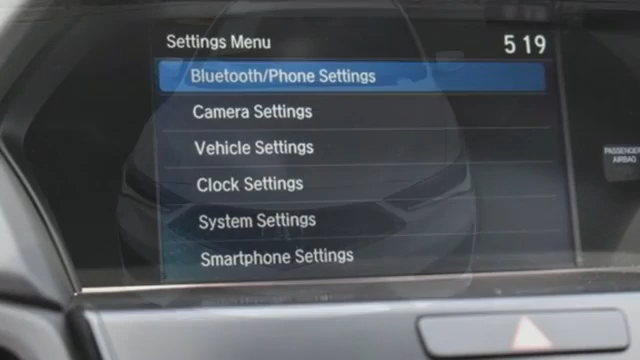 Settings Menu 5 19
Bluetooth/Phone Settings
Camera Settings
Vehicle Settings
PASSENGER
AIRBAG
Clock Settings
System Settings
Smartphone Settings